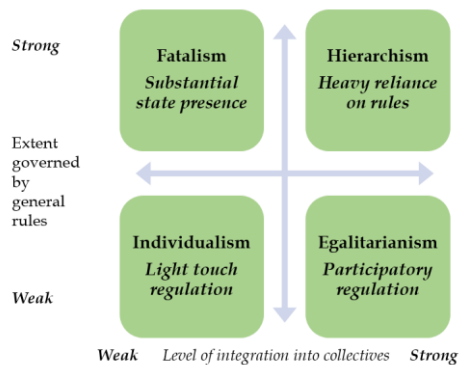 Strong
Fatalism
Substantial
state presence
Hierarchism
Heavy reliance
on rules
Extent
governed
by
general
rules
Individualism
Light touch
regulation
Egalitarianism
Participatory
regulation
Weak
Weak Level of integration into collectives Strong